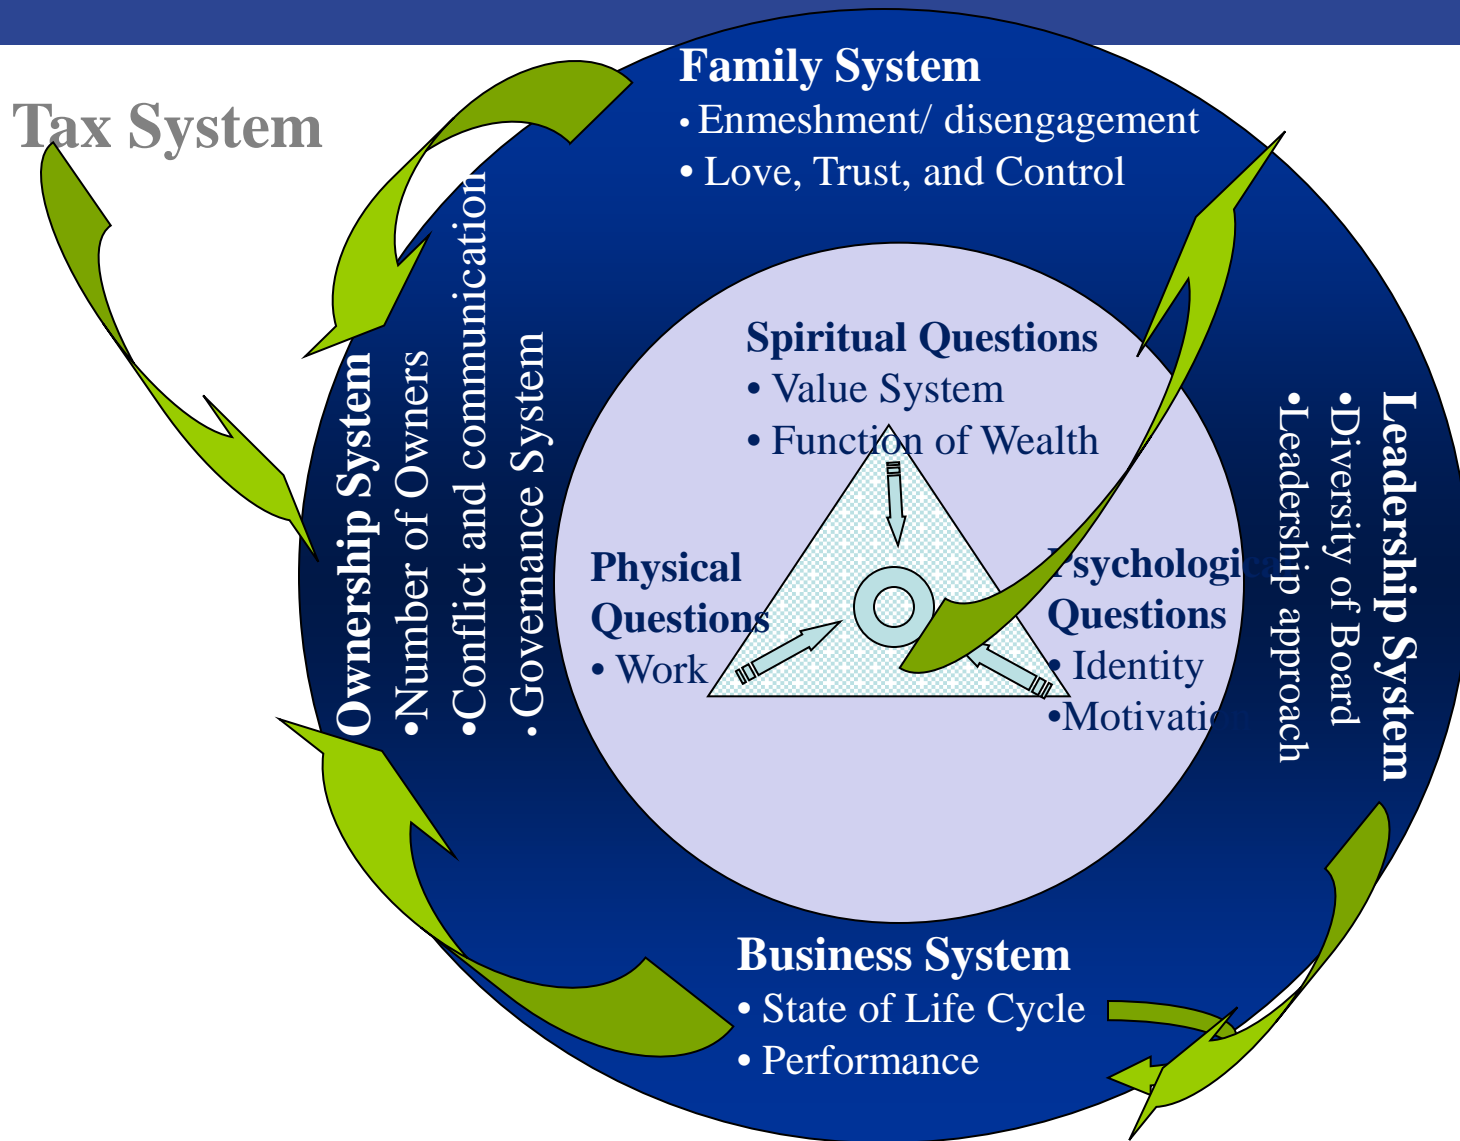 Tax System
Family System
• Enmeshment/ disengagement
• Love, Trust, and Control
Ownership System
•Number of Owners
•Conflict and communication
• Governance System
Spiritual Questions
• Value System
• Function of Wealth
Physical
Questions
• Work
Psychological
Questions
• Identity
•Motivation
Leadership System
•Diversity of Board
•Leadership approach
Business System
• State of Life Cycle
• Performance